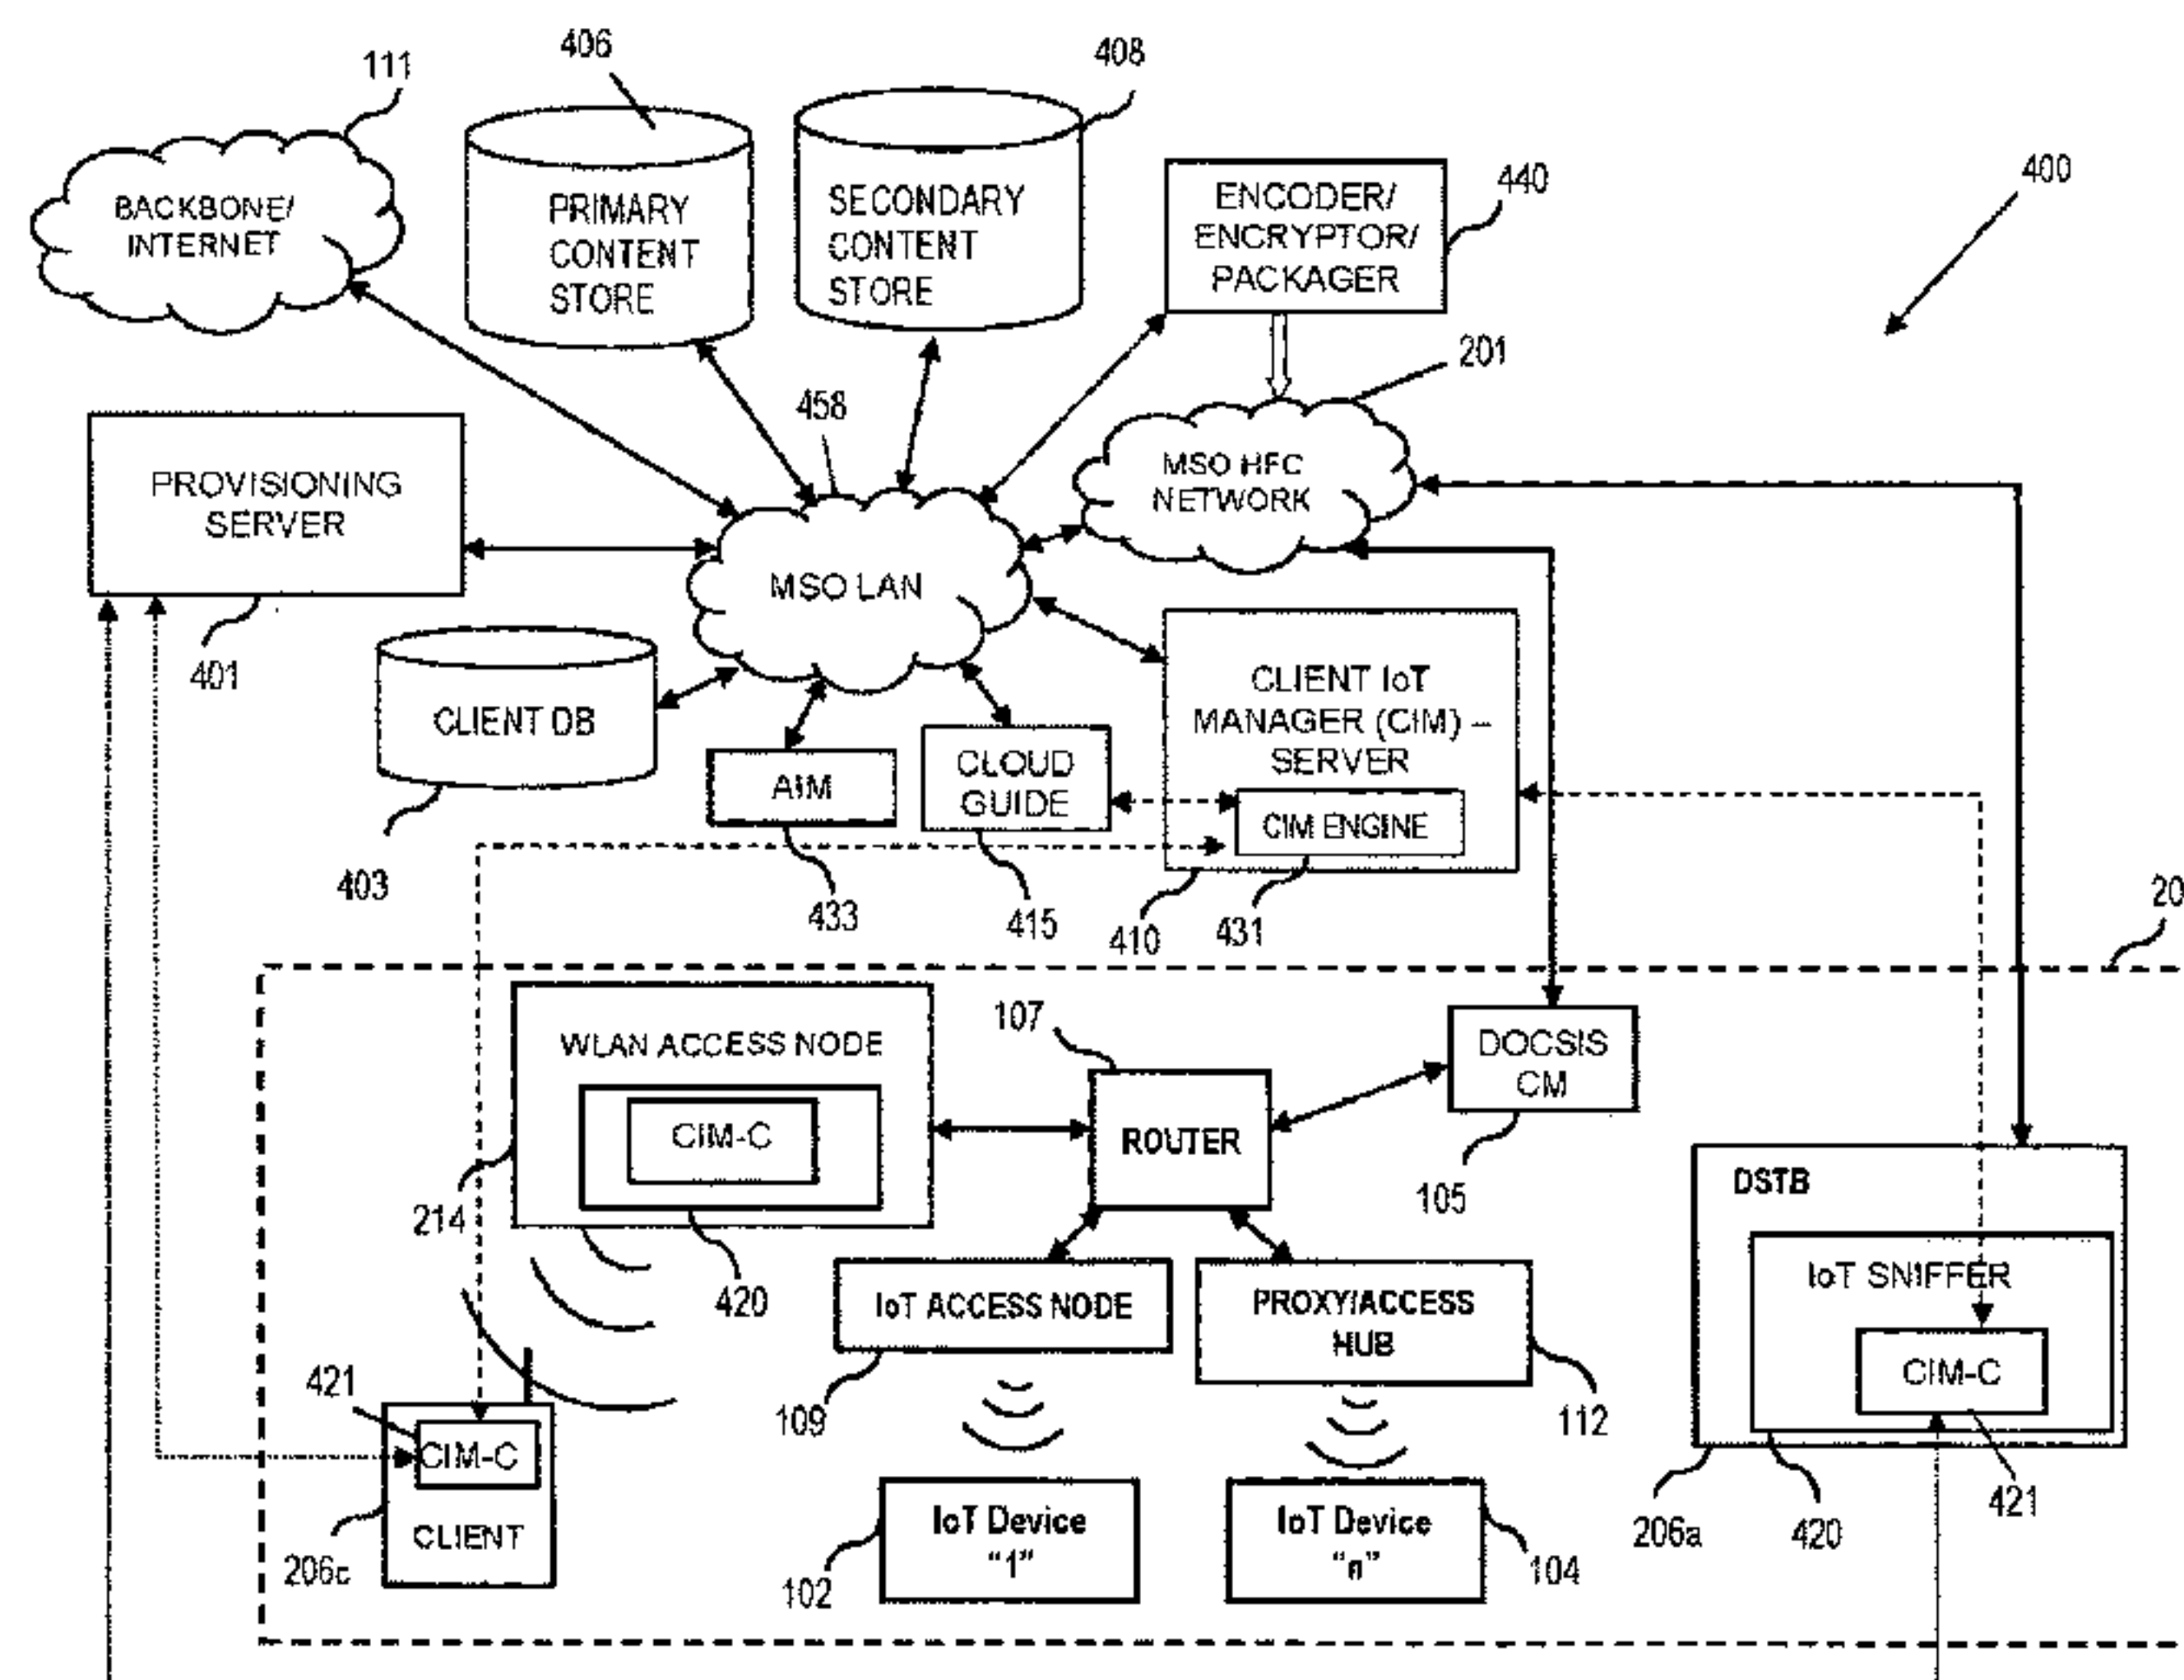 406
408
111
440
400
BACKBONE/
INTERNET
PRIMARY
CONTENT
STORE
SECONDARY
CONTENT
STORE
ENCODER/
ENCRYPTOR/
PACKAGER
201
458
PROVISIONING
SERVER
MSO HFC
NETWORK
MSO LAN
401
CLIENT DB
403
AIM
433
CLOUD
GUIDE
415
CLIENT IoT
MANAGER (CIM) –
SERVER
CIM ENGINE
410
431
20
107
WLAN ACCESS NODE
CIM-C
214
420
ROUTER
DOCSIS
CM
105
DSTB
IoT SNIFFER
CIM-C
421
420
206a
IoT ACCESS NODE
109
PROXY/ACCESS
HUB
112
421
CIM-C
CLIENT
206c
IoT Device
"1"
102
IoT Device
"n"
104